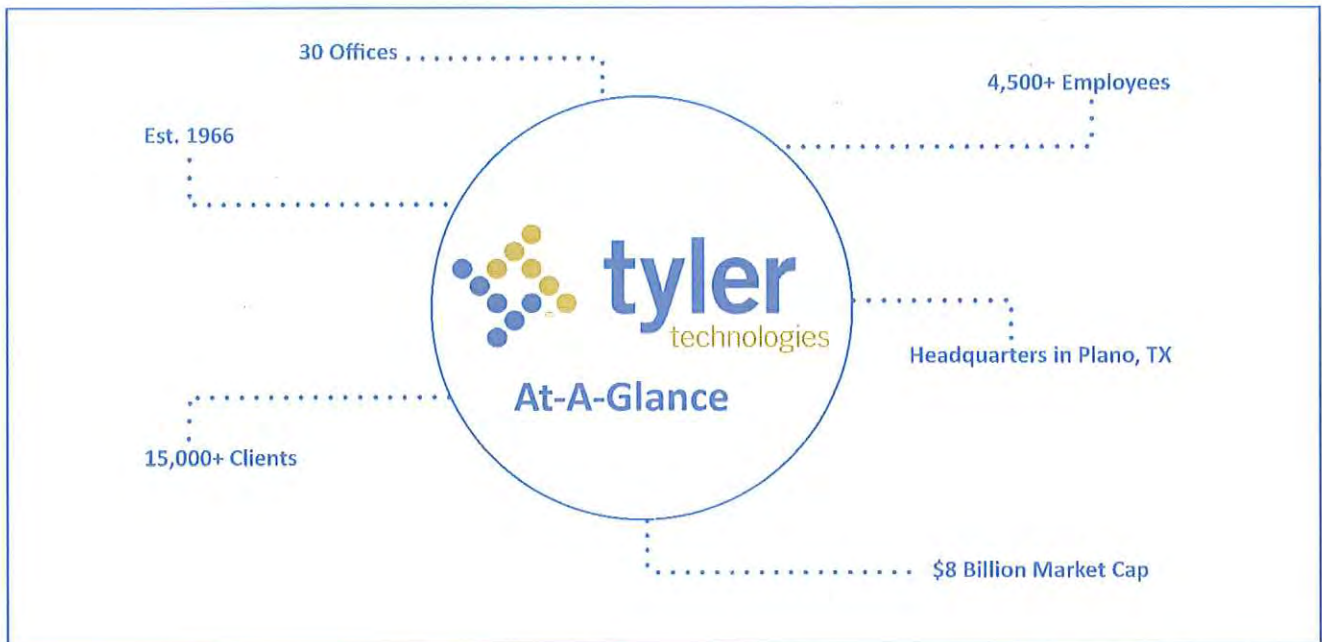 30 Offices
4,500+ Employees
Est. 1966
tyler
technologies
Headquarters in Plano, TX
At-A-Glance
15,000+ Clients
$8 Billion Market Cap